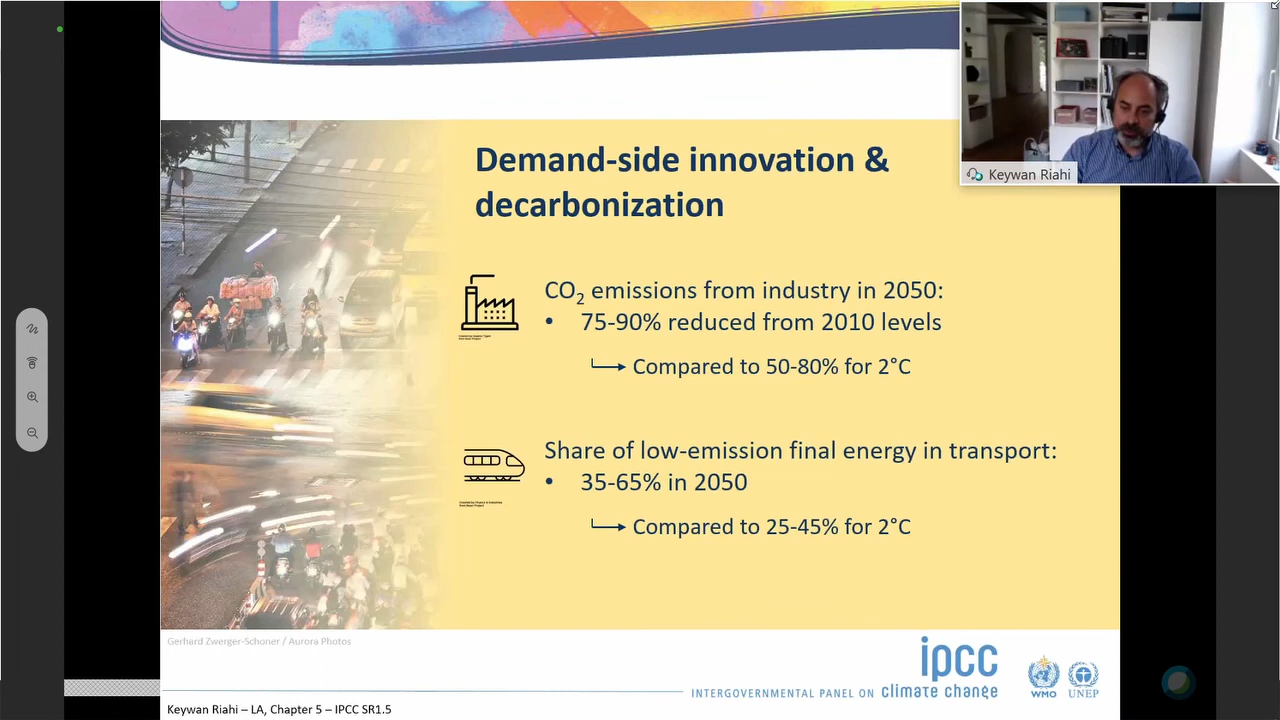 Demand-side innovation &
decarbonization
Keywan Riahi
CO₂ emissions from industry in 2050:
• 75-90% reduced from 2010 levels
Compared to 50-80% for 2°C
Share of low-emission final energy in transport:
• 35-65% in 2050
Compared to 25-45% for 2°C
Gerhard Zwerger-Schoner / Aurora Photos
ipcc
INTERGOVERNMENTAL PANEL ON climate change
WMO
UNEP
Keywan Riahi – LA, Chapter 5 – IPCC SR1.5